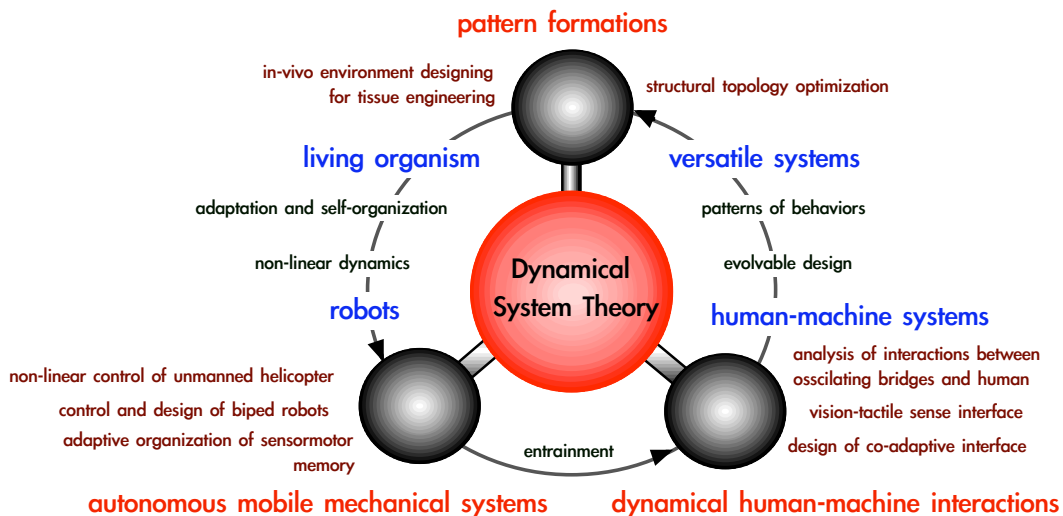 pattern formations
in-vivo environment designing
for tissue engineering
structural topology optimization
living organism
versatile systems
adaptation and self-organization
patterns of behaviors
non-linear dynamics
evolvable design
Dynamical
System Theory
robots
human-machine systems
non-linear control of unmanned helicopter
control and design of biped robots
adaptive organization of sensormotor
memory
analysis of interactions between
osscilating bridges and human
vision-tactile sense interface
design of co-adaptive interface
entrainment
autonomous mobile mechanical systems
dynamical human-machine interactions